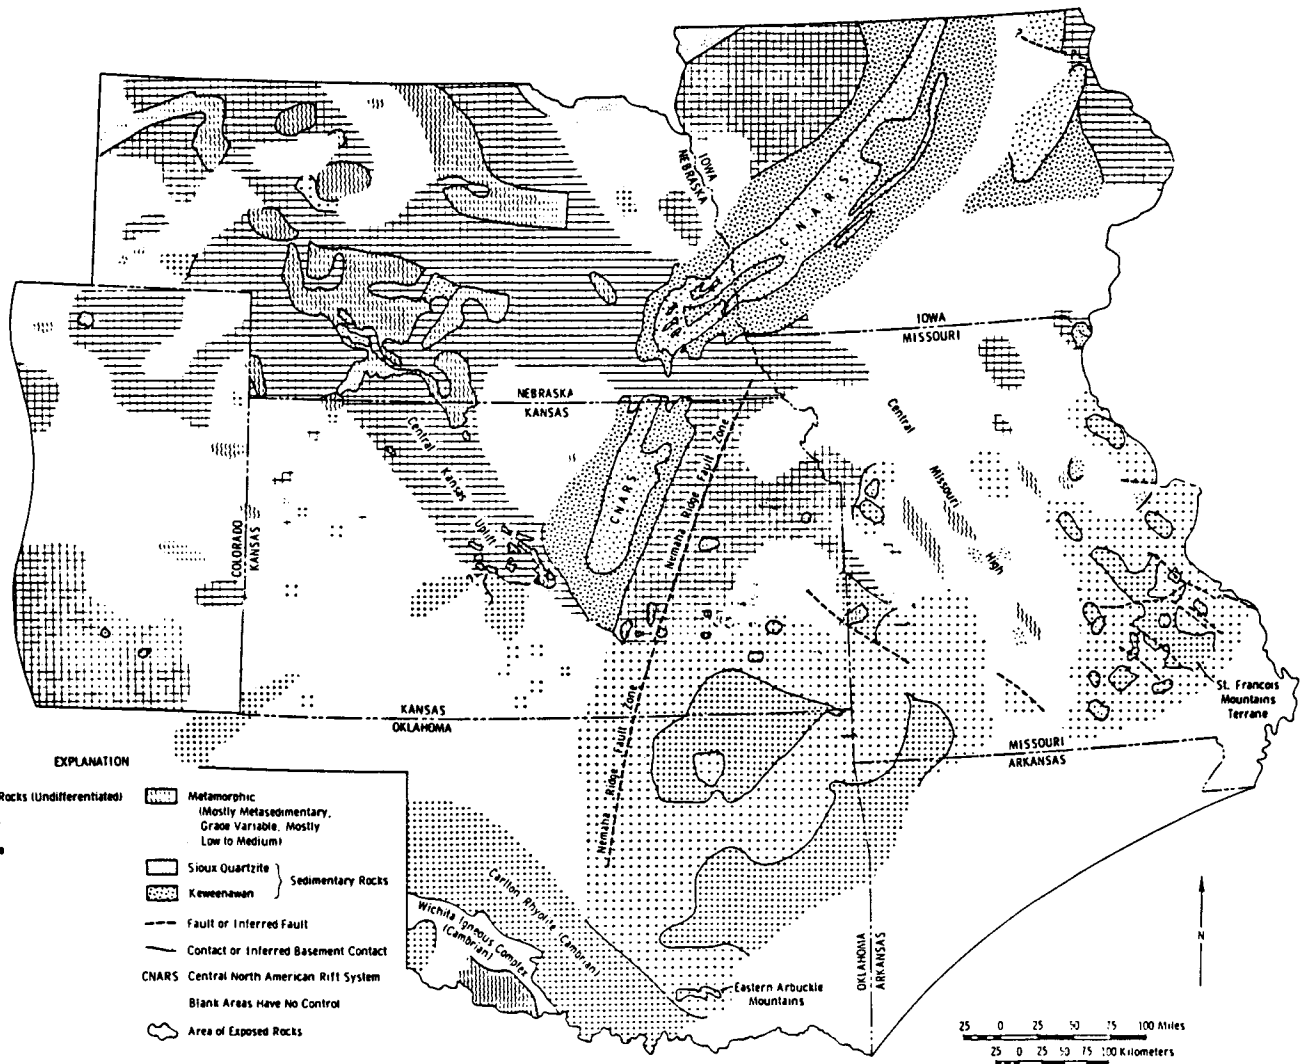 IOWA
NEBRASKA
C N A R S
IOWA
MISSOURI
NEBRASKA
KANSAS
Central
Kansas
Uplift
CNARS
Nemaha Ridge Fault Zone
Central
Missouri
High
COLORADO
KANSAS
St. Francois
Mountains
Terrane
KANSAS
OKLAHOMA
Nemaha Ridge Fault Zone
MISSOURI
ARKANSAS
EXPLANATION
Rocks (Undifferentiated)
Metamorphic
(Mostly Metasedimentary,
Grade Variable, Mostly
Low to Medium)
Sioux Quartzite
Sedimentary Rocks
Keweenawan
Fault or Inferred Fault
Contact or Inferred Basement Contact
CNARS Central North American Rift System
Blank Areas Have No Control
Area of Exposed Rocks
Carlton Rhyolite (Cambrian)
Wichita Igneous Complex
(Cambrian)
Eastern Arbuckle
Mountains
OKLAHOMA
ARKANSAS
N
25 0 25 50 75 100 Miles
25 0 25 50 75 100 Kilometers